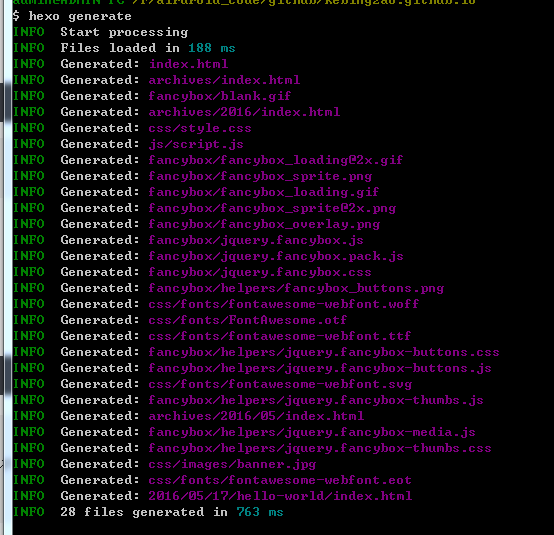 $ hexo generate
INFO  Start processing
INFO  Files loaded in 188 ms
INFO  Generated: index.html
INFO  Generated: archives/index.html
INFO  Generated: fancybox/blank.gif
INFO  Generated: archives/2016/index.html
INFO  Generated: css/style.css
INFO  Generated: js/script.js
INFO  Generated: fancybox/fancybox_loading@2x.gif
INFO  Generated: fancybox/fancybox_sprite.png
INFO  Generated: fancybox/fancybox_loading.gif
INFO  Generated: fancybox/fancybox_sprite@2x.png
INFO  Generated: fancybox/fancybox_overlay.png
INFO  Generated: fancybox/jquery.fancybox.js
INFO  Generated: fancybox/jquery.fancybox.pack.js
INFO  Generated: fancybox/jquery.fancybox.css
INFO  Generated: fancybox/helpers/fancybox_buttons.png
INFO  Generated: css/fonts/fontawesome-webfont.woff
INFO  Generated: css/fonts/FontAwesome.otf
INFO  Generated: css/fonts/fontawesome-webfont.ttf
INFO  Generated: fancybox/helpers/jquery.fancybox-buttons.css
INFO  Generated: fancybox/helpers/jquery.fancybox-buttons.js
INFO  Generated: css/fonts/fontawesome-webfont.svg
INFO  Generated: fancybox/helpers/jquery.fancybox-thumbs.js
INFO  Generated: archives/2016/05/index.html
INFO  Generated: fancybox/helpers/jquery.fancybox-media.js
INFO  Generated: fancybox/helpers/jquery.fancybox-thumbs.css
INFO  Generated: css/images/banner.jpg
INFO  Generated: css/fonts/fontawesome-webfont.eot
INFO  Generated: 2016/05/17/hello-world/index.html
INFO  28 files generated in 763 ms